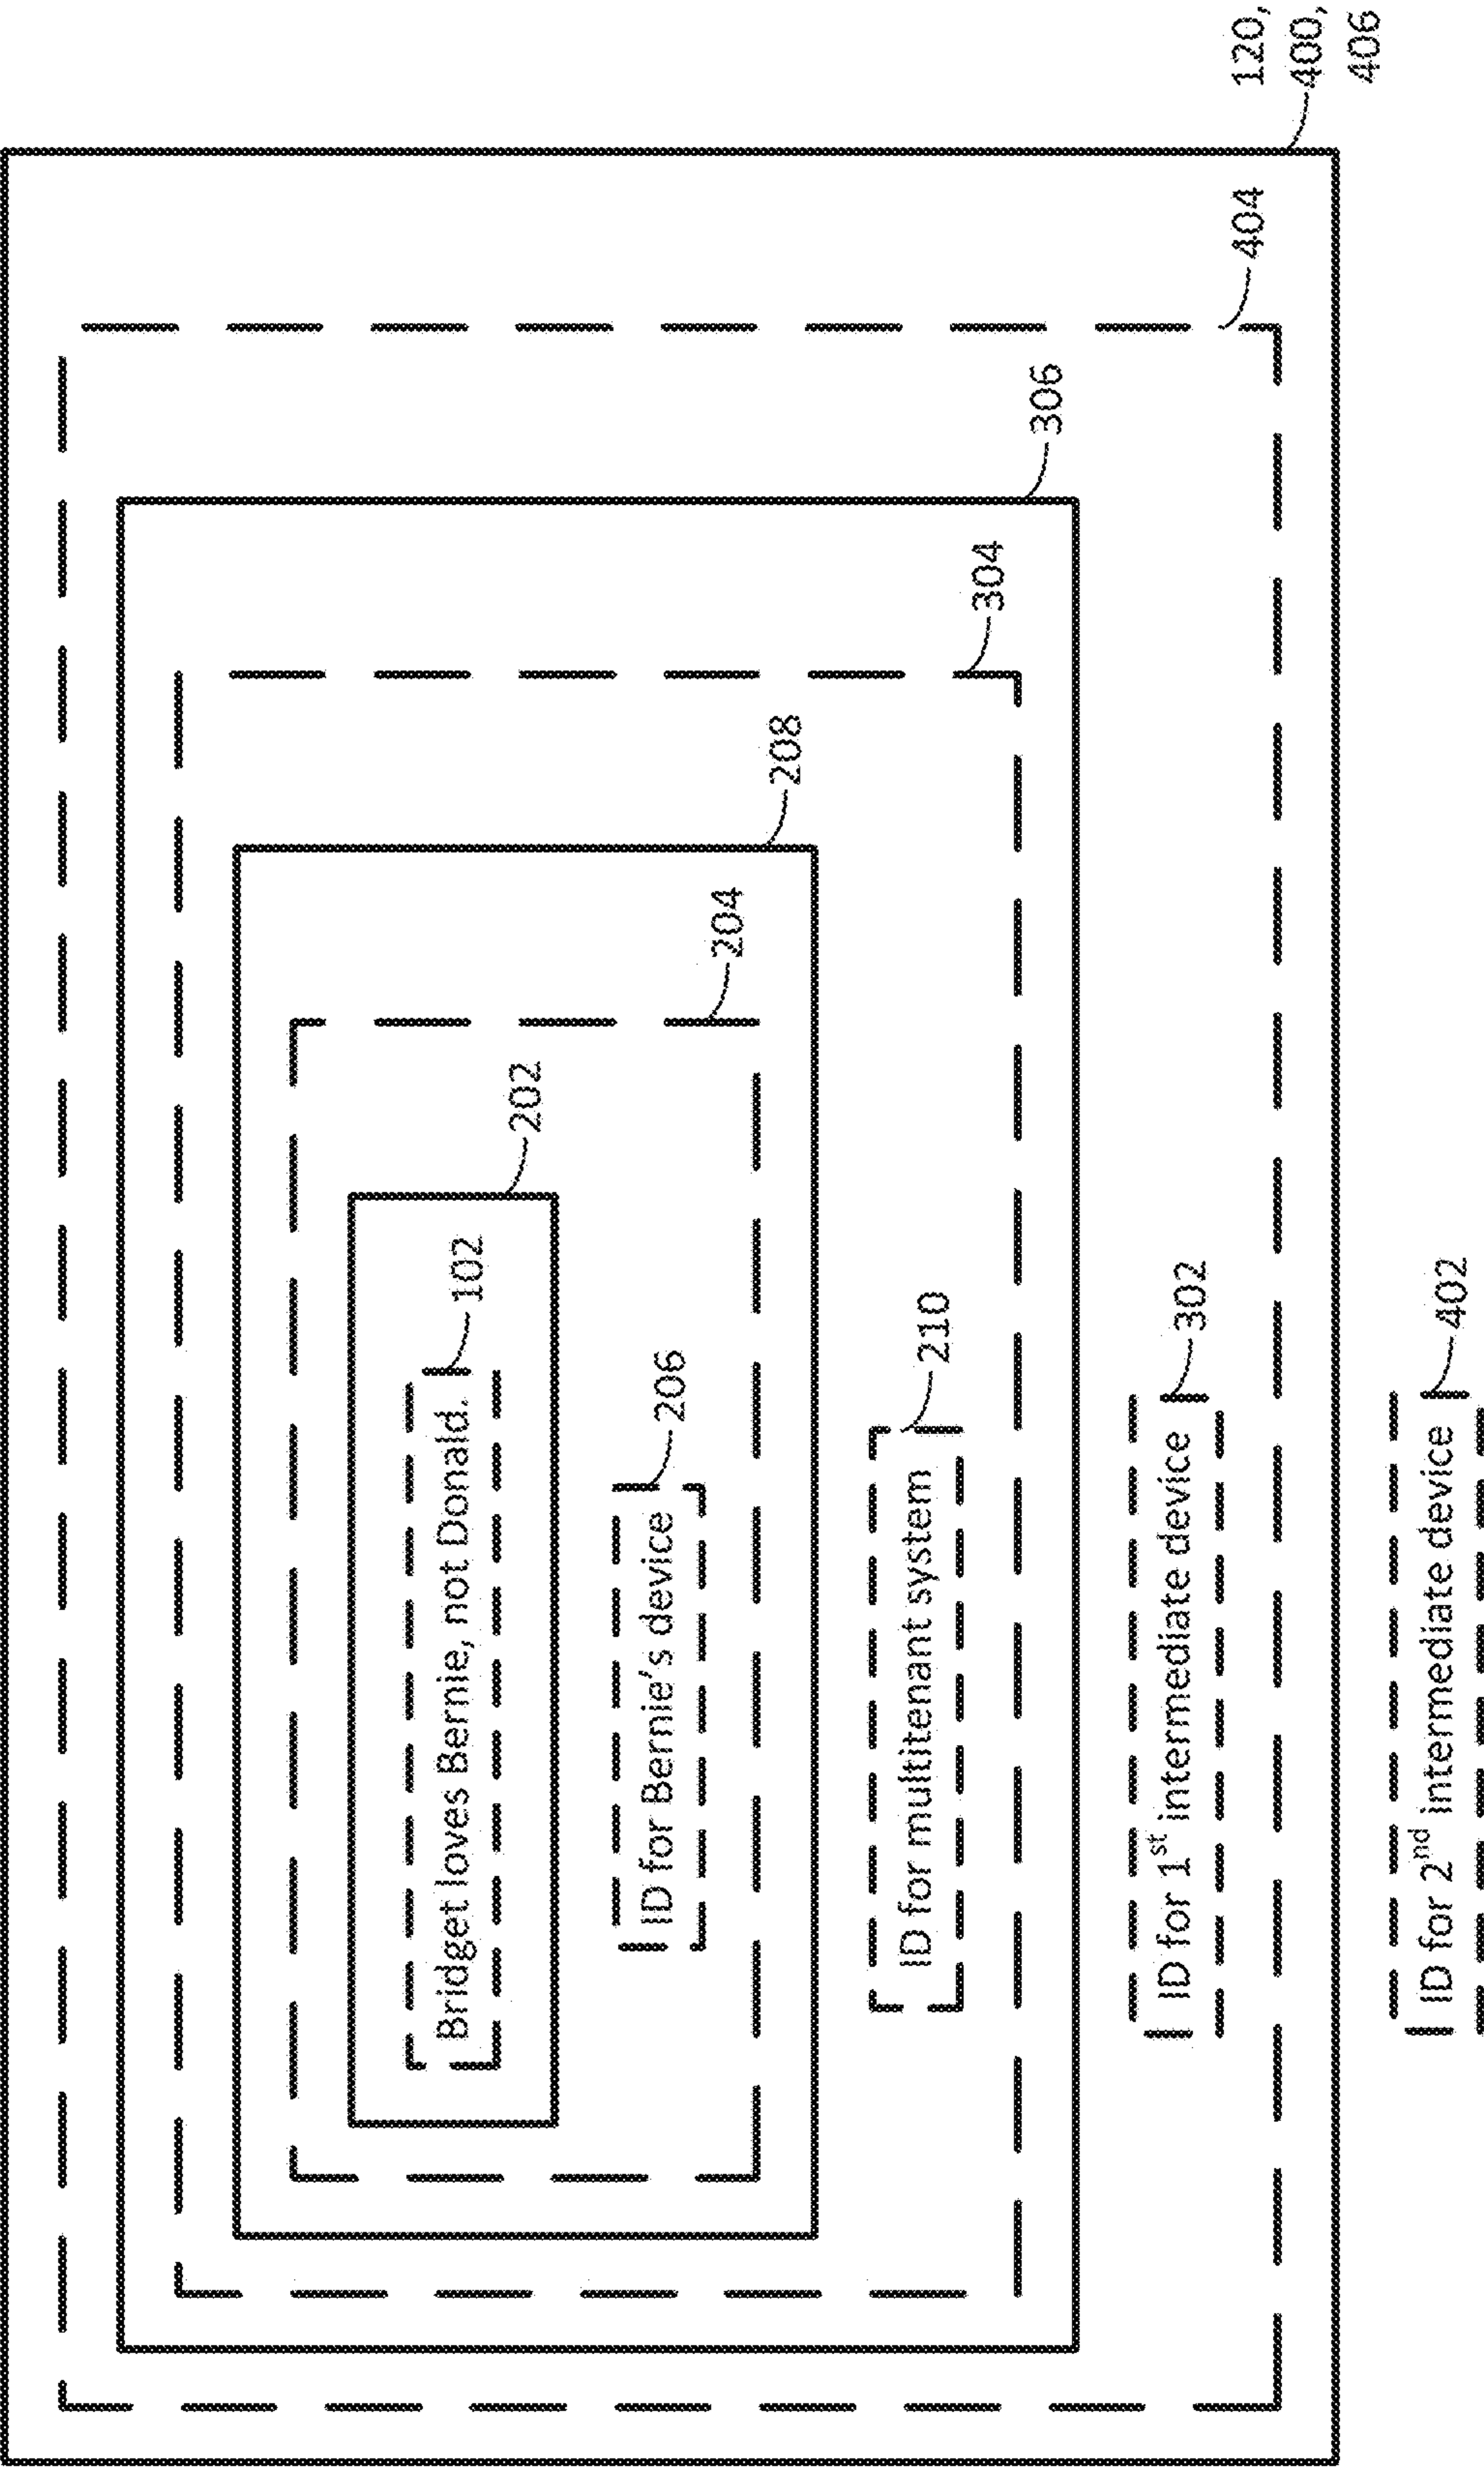 Bridget loves Bernie, not Donald.
102
202
ID for Bernie's device
206
204
208
ID for multitenant system
210
304
306
ID for 1st intermediate device
302
404
120,
400,
406
ID for 2nd intermediate device
402